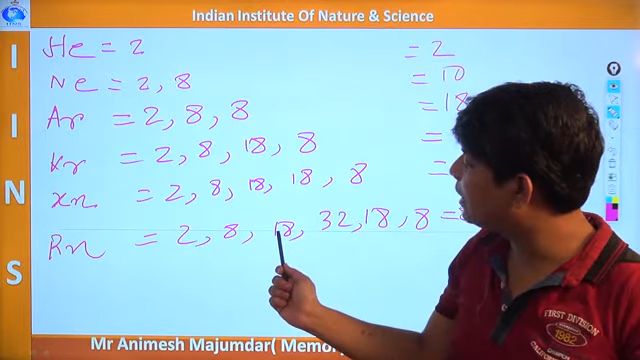 Indian Institute Of Nature & Science
I
I
N
S
He = 2 = 2
Ne = 2, 8 = 10
Ar = 2, 8, 8 = 18
Kr = 2, 8, 18, 8 =
Xn = 2, 8, 18, 18, 8 =
Rn = 2, 8, 18, 32, 18, 8 =
FIRST DIVISION
1982
Mr Animesh Majumdar( Memor